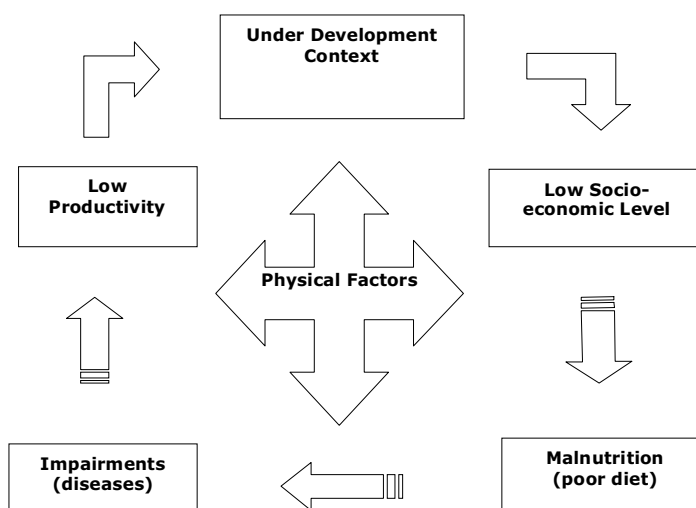 Under Development
Context
Low
Productivity
Low Socio-
economic Level
Physical Factors
Impairments
(diseases)
Malnutrition
(poor diet)